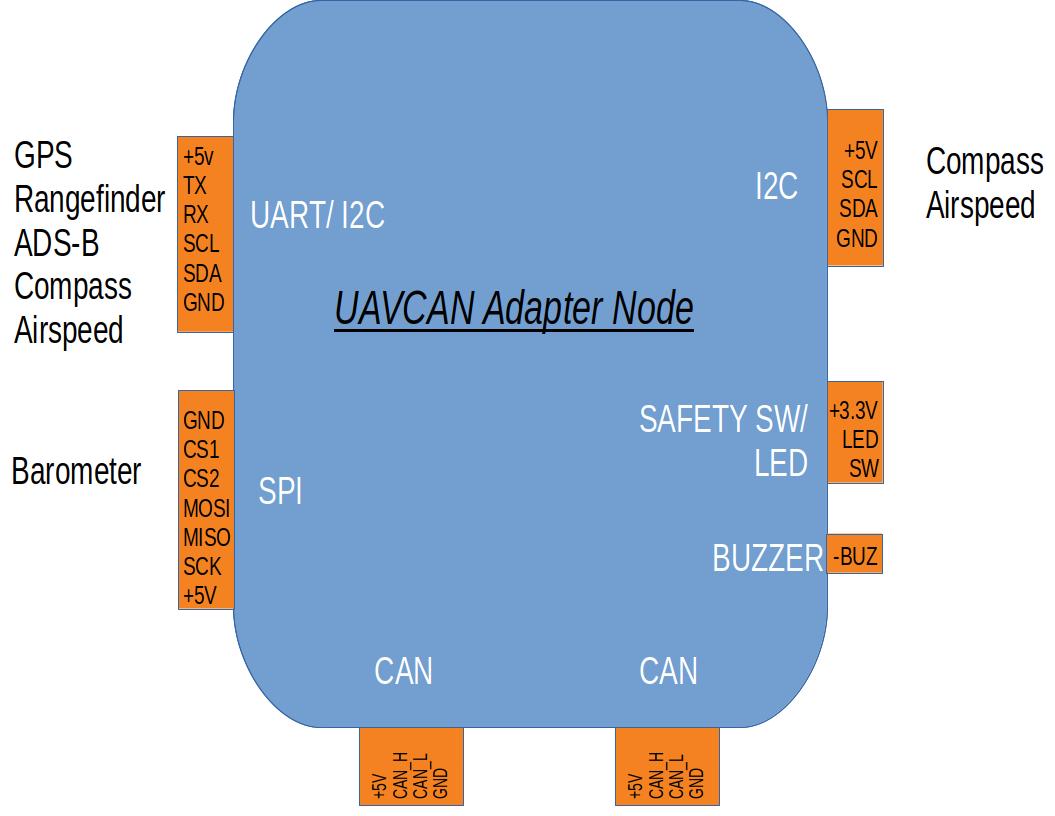 GPS
Rangefinder
ADS-B
Compass
Airspeed
+5v
TX
RX
SCL
SDA
GND
UART/ I2C
I2C
+5V
SCL
SDA
GND
Compass
Airspeed
UAVCAN Adapter Node
Barometer
GND
CS1
CS2
MOSI
MISO
SCK
+5V
SPI
SAFETY SW/
LED
+3.3V
LED
SW
BUZZER
-BUZ
CAN
CAN
+5V
CAN_H
CAN_L
GND
+5V
CAN_H
CAN_L
GND